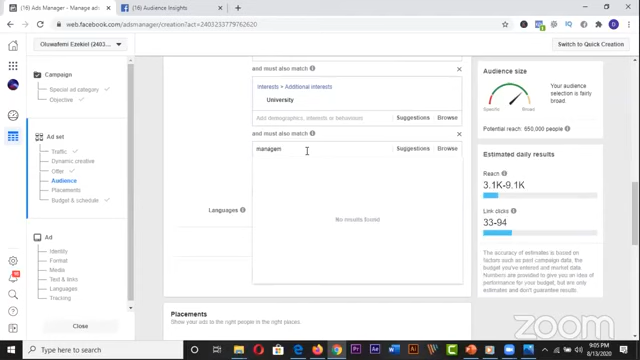 (16) Ads Manager - Manage ads
(16) Audience Insights
web.facebook.com/adsmanager/creation?act=2403233779762620
Oluwafemi Ezekiel (2403...
Switch to Quick Creation
Campaign
Special ad category
Objective
Ad set
Traffic
Dynamic creative
Offer
Audience
Placements
Budget & schedule
Ad
Identity
Format
Media
Text & links
Languages
Tracking
Close
and must also match
Interests > Additional interests
University
Add demographics, interests or behaviours
Suggestions
Browse
and must also match
managem
Suggestions
Browse
No results found
Languages
Placements
Show your ads to the right people in the right places.
Audience size
Your audience selection is fairly broad.
Specific
Broad
Potential reach: 650,000 people
Estimated daily results
Reach
3.1K-9.1K
Link clicks
33-94
The accuracy of estimates is based on
factors such as past campaign data, the
budget you've entered and market data.
Numbers are provided to give you an idea of
performance for your budget, but are only
estimates and don't guarantee results.
zoom
Type here to search
9:05 PM
8/13/2020